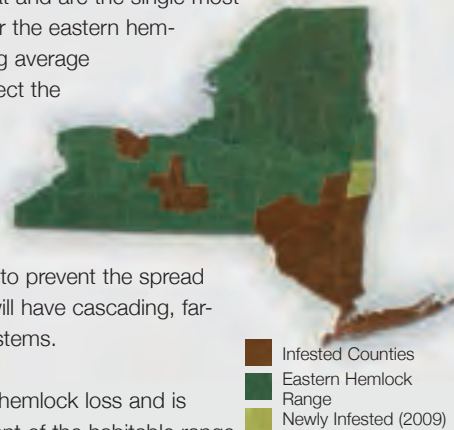 at and are the single most
r the eastern hem-
g average
ect the
to prevent the spread
vill have cascading, far-
stems.
hemlock loss and is
nt of the habitable range
Infested Counties
Eastern Hemlock
Range
Newly Infested (2009)